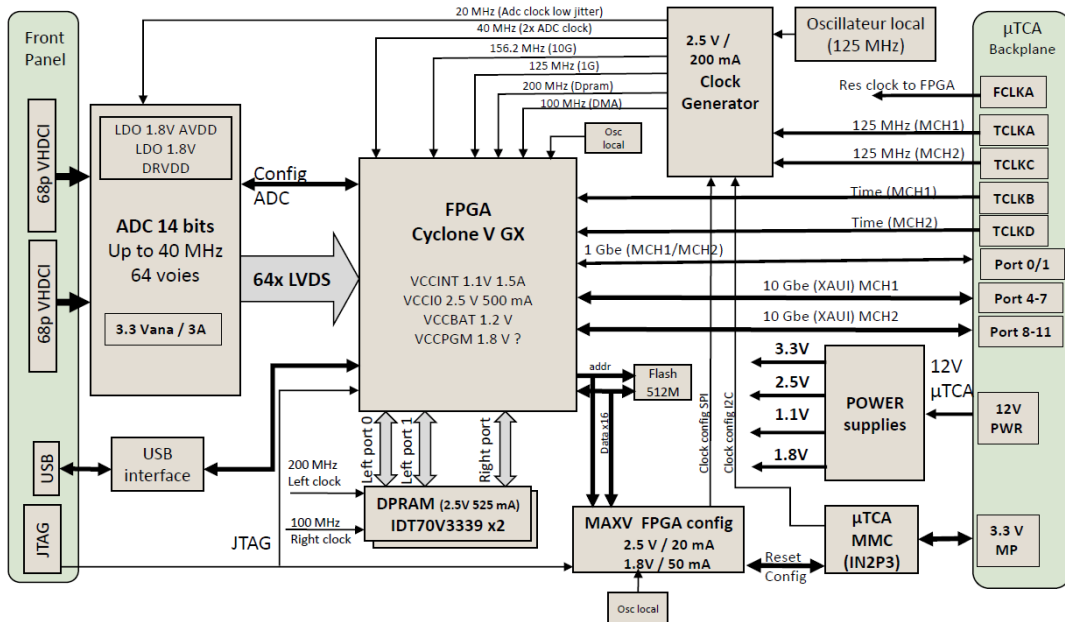 Front
Panel
68p VHDCI
68p VHDCI
USB
JTAG
LDO 1.8V AVDD
LDO 1.8V
DRVDD
ADC 14 bits
Up to 40 MHz
64 voies
3.3 Vana / 3A
USB
interface
20 MHz (Adc clock low jitter)
40 MHz (2x ADC clock)
156.2 MHz (10G)
125 MHz (1G)
200 MHz (Dpram)
100 MHz (DMA)
Osc
local
Config
ADC
64x LVDS
FPGA
Cyclone V GX
VCCINT 1.1V 1.5A
VCCI0 2.5 V 500 mA
VCCBAT 1.2 V
VCCPGM 1.8 V ?
2.5 V /
200 mA
Clock
Generator
Oscillateur local
(125 MHz)
Res clock to FPGA
125 MHz (MCH1)
125 MHz (MCH2)
Time (MCH1)
Time (MCH2)
1 Gbe (MCH1/MCH2)
10 Gbe (XAUI) MCH1
10 Gbe (XAUI) MCH2
µTCA
Backplane
FCLKA
TCLKA
TCLKC
TCLKB
TCLKD
Port 0/1
Port 4-7
Port 8-11
12V
PWR
3.3 V
MP
addr
Flash
512M
Data x16
Clock config SPI
Clock config I2C
3.3V
2.5V
1.1V
1.8V
POWER
supplies
12V
µTCA
Left port 0
Left port 1
Right port
200 MHz
Left clock
100 MHz
Right clock
DPRAM (2.5V 525 mA)
IDT70V3339 x2
JTAG
MAXV FPGA config
2.5 V / 20 mA
1.8V / 50 mA
Osc local
Reset
Config
µTCA
MMC
(IN2P3)